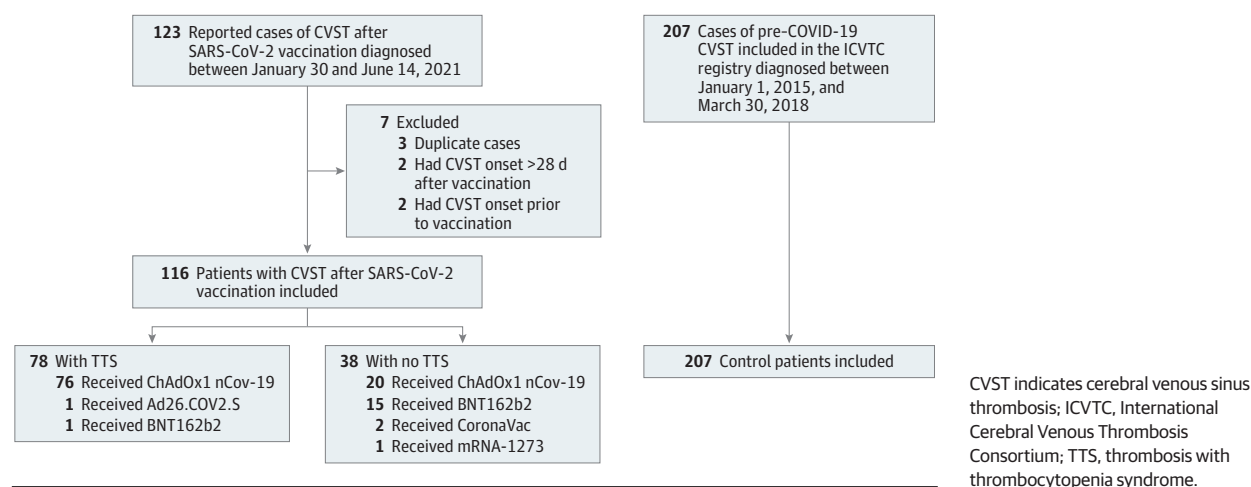 123 Reported cases of CVST after
SARS-CoV-2 vaccination diagnosed
between January 30 and June 14, 2021
7 Excluded
3 Duplicate cases
2 Had CVST onset >28 d
after vaccination
2 Had CVST onset prior
to vaccination
116 Patients with CVST after SARS-CoV-2
vaccination included
78 With TTS
76 Received ChAdOx1 nCov-19
1 Received Ad26.COV2.S
1 Received BNT162b2
38 With no TTS
20 Received ChAdOx1 nCov-19
15 Received BNT162b2
2 Received CoronaVac
1 Received mRNA-1273
207 Cases of pre-COVID-19
CVST included in the ICVTC
registry diagnosed between
January 1, 2015, and
March 30, 2018
207 Control patients included
CVST indicates cerebral venous sinus
thrombosis; ICVTC, International
Cerebral Venous Thrombosis
Consortium; TTS, thrombosis with
thrombocytopenia syndrome.